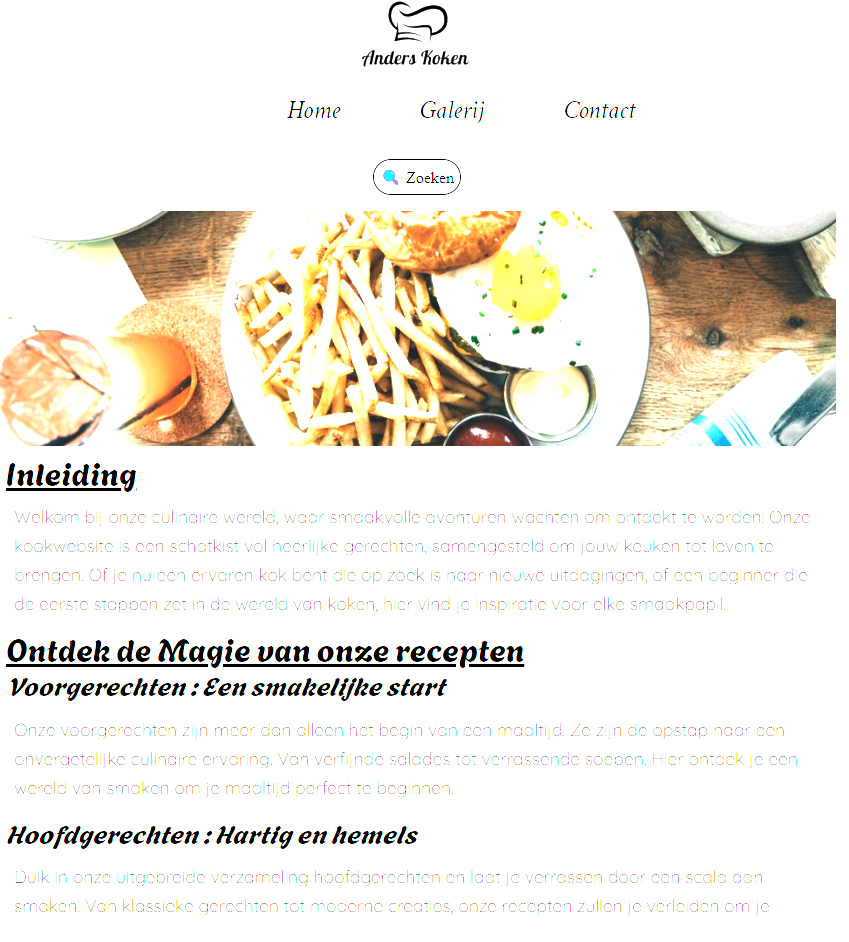 Anders Koken
Home Galerij Contact
Zoeken
Inleiding
Welkom bij onze culinaire wereld, waar smaakvolle avonturen wachten om ontdekt te worden! Onze
kookwebsite is een schatkist vol heerlijke gerechten, samengesteld om jouw keuken tot leven te
brengen. Of je nu een ervaren kok bent die op zoek is naar nieuwe uitdagingen, of een beginner die
de eerste stappen zet in de wereld van koken, hier vind je inspiratie voor elke smaakpapil.
Ontdek de Magie van onze recepten
Voorgerechten : Een smakelijke start
Onze voorgerechten zijn meer dan alleen het begin van een maaltijd. Ze zijn de opstap naar een
onvergetelijke culinaire ervaring. Van verfijnde salades tot verrassende soepen. Hier ontdek je een
wereld van smaken om je maaltijd perfect te beginnen.
Hoofdgerechten : Hartig en hemels
Duik in onze uitgebreide verzameling hoofdgerechten en laat je verrassen door een scala aan
smaken. Van klassieke gerechten tot moderne creaties, onze recepten zullen je verleiden om je